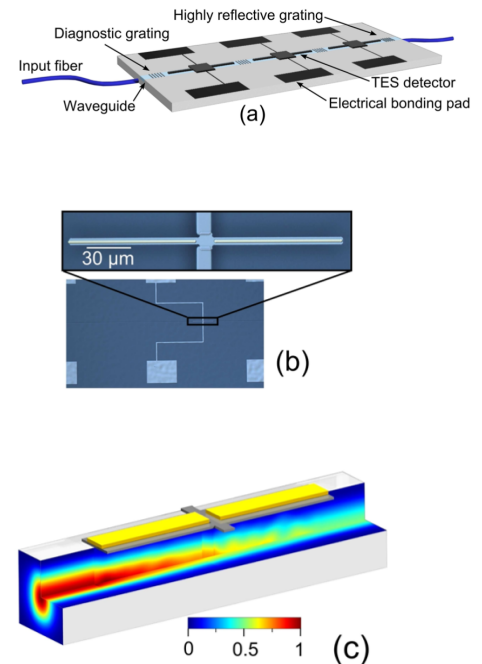 Highly reflective grating
Diagnostic grating
Input fiber
TES detector
Waveguide
Electrical bonding pad
(a)
30 µm
(b)
0 0.5 1
(c)